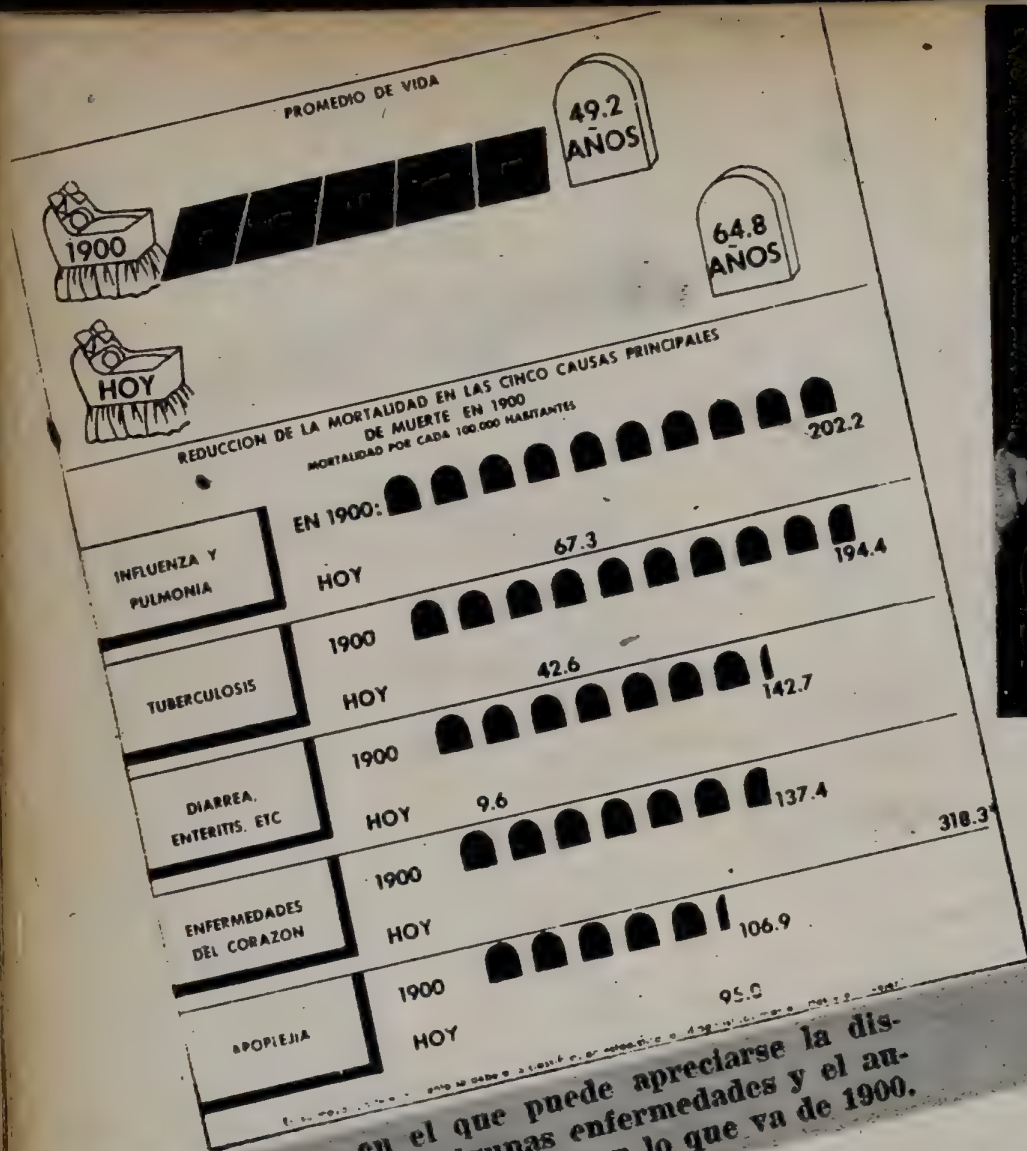 PROMEDIO DE VIDA
1900
49.2
AÑOS
HOY
64.8
AÑOS
REDUCCION DE LA MORTALIDAD EN LAS CINCO CAUSAS PRINCIPALES
DE MUERTE EN 1900
MORTALIDAD POR CADA 100.000 HABITANTES
INFLUENZA Y
PULMONIA
EN 1900:
202.2
HOY
67.3
TUBERCULOSIS
1900
194.4
HOY
42.6
DIARREA,
ENTERITIS, ETC
1900
142.7
HOY
9.6
ENFERMEDADES
DEL CORAZON
1900
137.4
HOY
318.3*
APOPLEJIA
1900
106.9
HOY
95.0
en el que puede apreciarse la dis-
enfermedades y el au-
lo que va de 1900.